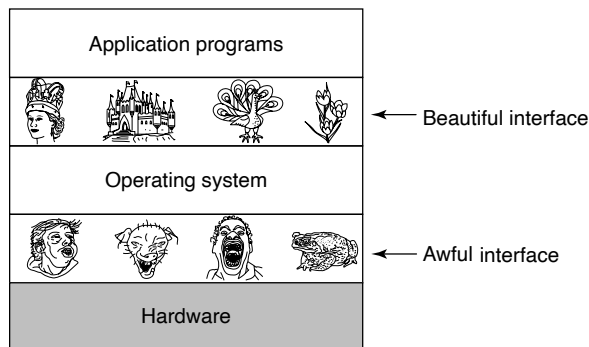 Application programs
Beautiful interface
Operating system
Awful interface
Hardware